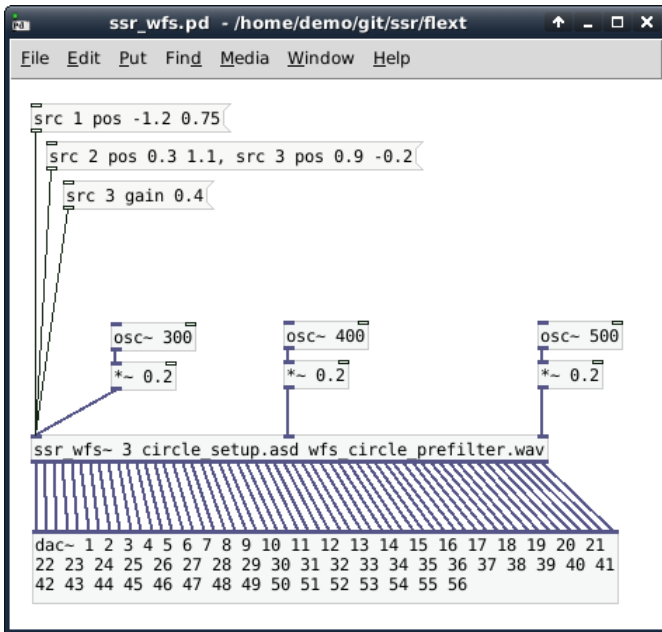 ssr_wfs.pd - /home/demo/git/ssr/flext
File Edit Put Find Media Window Help
src 1 pos -1.2 0.75
src 2 pos 0.3 1.1, src 3 pos 0.9 -0.2
src 3 gain 0.4
osc~ 300 osc~ 400 osc~ 500
*~ 0.2 *~ 0.2 *~ 0.2
ssr_wfs~ 3 circle_setup.asd wfs_circle_prefilter.wav
dac~ 1 2 3 4 5 6 7 8 9 10 11 12 13 14 15 16 17 18 19 20 21
22 23 24 25 26 27 28 29 30 31 32 33 34 35 36 37 38 39 40 41
42 43 44 45 46 47 48 49 50 51 52 53 54 55 56